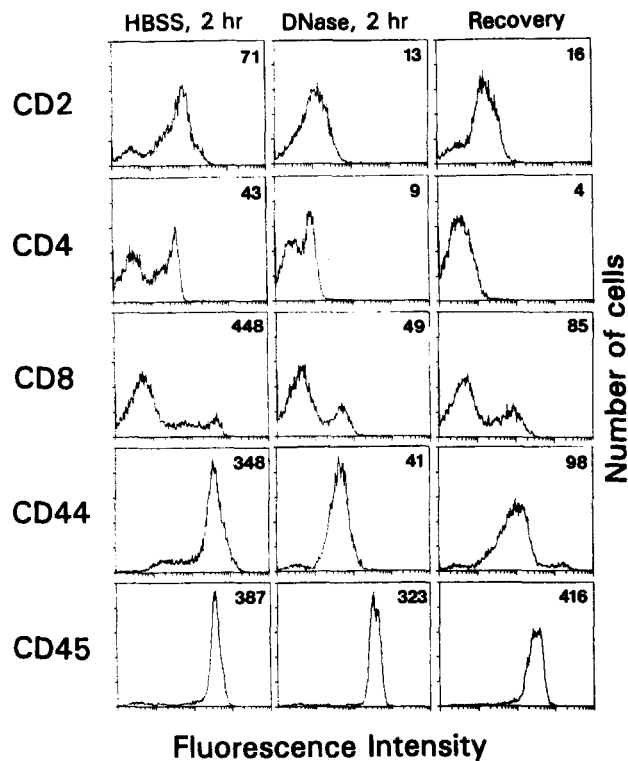 HBSS, 2 hr DNase, 2 hr Recovery
CD2 71 13 16
CD4 43 9 4
CD8 448 49 85
CD44 348 41 98
CD45 387 323 416
Number of cells
Fluorescence Intensity